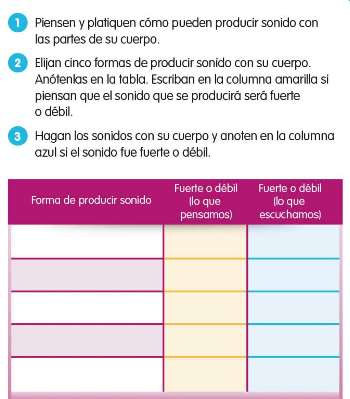 1 Piensen y platiquen cómo pueden producir sonido con
las partes de su cuerpo.
2 Elijan cinco formas de producir sonido con su cuerpo.
Anótenlas en la tabla. Escriban en la columna amarilla si
piensan que el sonido que se producirá será fuerte
o débil.
3 Hagan los sonidos con su cuerpo y anoten en la columna
azul si el sonido fue fuerte o débil.
Forma de producir sonido
Fuerte o débil
(lo que
pensamos)
Fuerte o débil
(lo que
escuchamos)